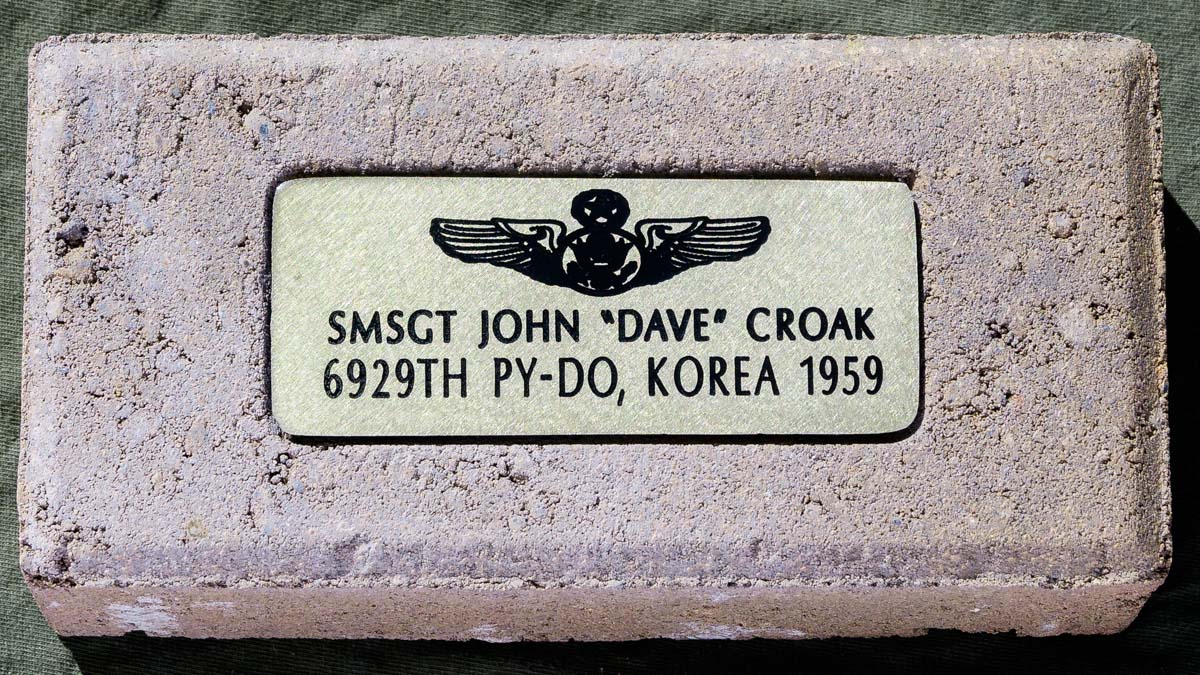 SMSGT JOHN "DAVE" CROAK
6929TH PY-DO, KOREA 1959